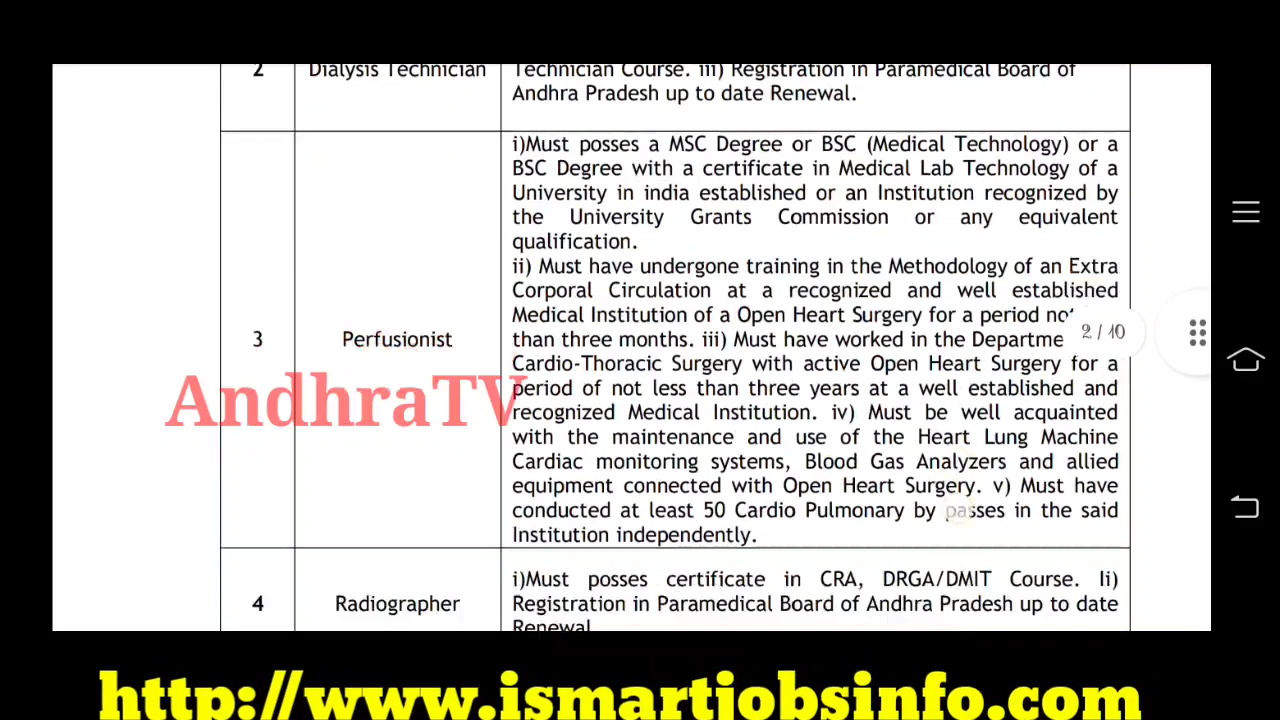 2 Dialysis Technician Technician Course. iii) Registration in Paramedical Board of
Andhra Pradesh up to date Renewal.
i)Must posses a MSC Degree or BSC (Medical Technology) or a
BSC Degree with a certificate in Medical Lab Technology of a
University in india established or an Institution recognized by
the University Grants Commission or any equivalent
qualification.
ii) Must have undergone training in the Methodology of an Extra
Corporal Circulation at a recognized and well established
Medical Institution of a Open Heart Surgery for a period
2 / 10
3 Perfusionist than three months. iii) Must have worked in the
Cardio-Thoracic Surgery with active Open Heart Surgery for a
period of not less than three years at a well established and
AndhraTV
recognized Medical Institution. iv) Must be well acquainted
with the maintenance and use of the Heart Lung Machine
Cardiac monitoring systems, Blood Gas Analyzers and allied
equipment connected with Open Heart Surgery. v) Must have
conducted at least 50 Cardio Pulmonary by passes in the said
Institution independently.
i)Must posses certificate in CRA, DRGA/DMIT Course. Ii)
4 Radiographer Registration in Paramedical Board of Andhra Pradesh up to date
Renewal
http://www.ismartjobsinfo.com